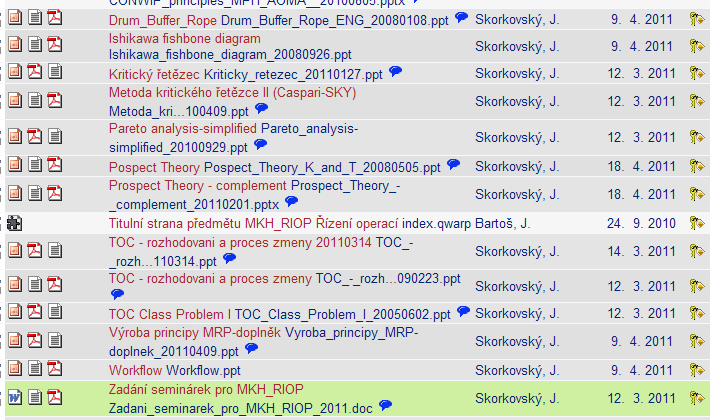 CONWIP_principles_MFH_AOMA__20100605.pptx
Drum_Buffer_Rope Drum_Buffer_Rope_ENG_20080108.ppt Skorkovský, J. 9. 4. 2011
Ishikawa fishbone diagram
Ishikawa_fishbone_diagram_20080926.ppt Skorkovský, J. 9. 4. 2011
Kritický řetězec Kriticky_retezec_20110127.ppt Skorkovský, J. 12. 3. 2011
Metoda kritického řetězce II (Caspari-SKY)
Metoda_kri...100409.ppt Skorkovský, J. 12. 3. 2011
Pareto analysis-simplified Pareto_analysis-
simplified_20100929.ppt Skorkovský, J. 12. 3. 2011
Pospect Theory Pospect_Theory_K_and_T_20080505.ppt Skorkovský, J. 18. 4. 2011
Prospect Theory - complement Prospect_Theory_-
_complement_20110201.pptx Skorkovský, J. 18. 4. 2011
Titulní strana předmětu MKH_RIOP Řízení operací index.qwarp Bartoš, J. 24. 9. 2010
TOC - rozhodovani a proces zmeny 20110314 TOC_-
_rozh...110314.ppt Skorkovský, J. 14. 3. 2011
TOC - rozhodovani a proces zmeny TOC_-_rozh...090223.ppt Skorkovský, J. 12. 3. 2011
TOC Class Problem I TOC_Class_Problem_I_20050602.ppt Skorkovský, J. 12. 3. 2011
Výroba principy MRP-doplněk Vyroba_principy_MRP-
doplnek_20110409.ppt Skorkovský, J. 9. 4. 2011
Workflow Workflow.ppt Skorkovský, J. 9. 4. 2011
Zadání seminárek pro MKH_RIOP
Zadani_seminarek_pro_MKH_RIOP_2011.doc Skorkovský, J. 12. 3. 2011